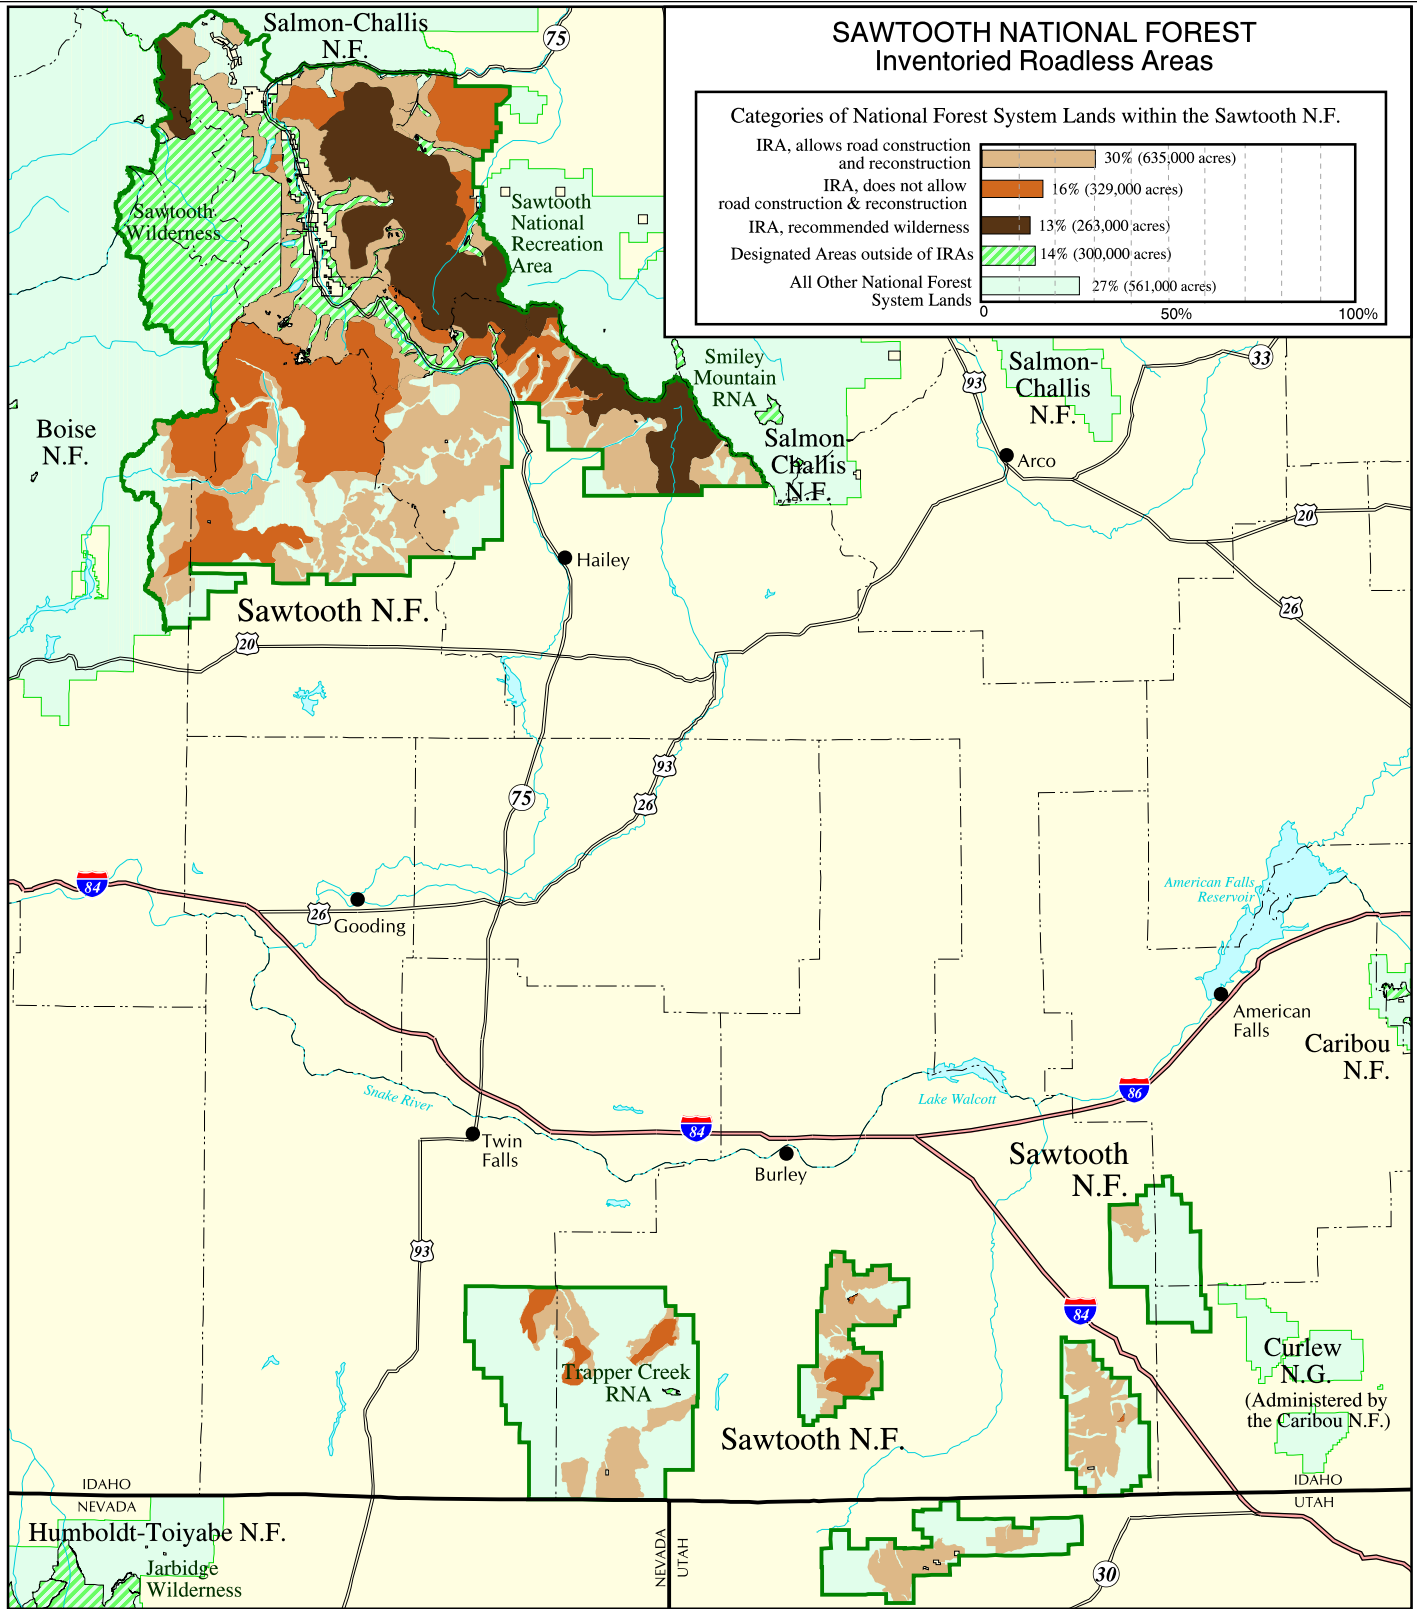 SAWTOOTH NATIONAL FOREST
Inventoried Roadless Areas
Categories of National Forest System Lands within the Sawtooth N.F.
IRA, allows road construction
and reconstruction
30% (635,000 acres)
IRA, does not allow
road construction & reconstruction
16% (329,000 acres)
IRA, recommended wilderness
13% (263,000 acres)
Designated Areas outside of IRAs
14% (300,000 acres)
All Other National Forest
System Lands
27% (561,000 acres)
0
50%
100%
Salmon-Challis
N.F.
75
Sawtooth
Wilderness
Sawtooth
National
Recreation
Area
Smiley
Mountain
RNA
Salmon-
Challis
N.F.
33
93
Salmon-
Challis
N.F.
Boise
N.F.
Arco
20
Hailey
26
Sawtooth N.F.
20
93
75
26
84
American Falls
Reservoir
26
Gooding
American
Falls
Caribou
N.F.
Snake River
Lake Walcott
86
84
Twin
Falls
Burley
Sawtooth
N.F.
93
84
Trapper Creek
RNA
Curlew
N.G.
(Administered by
the Caribou N.F.)
Sawtooth N.F.
IDAHO
NEVADA
IDAHO
UTAH
Humboldt-Toiyabe N.F.
Jarbidge
Wilderness
NEVADA
UTAH
30